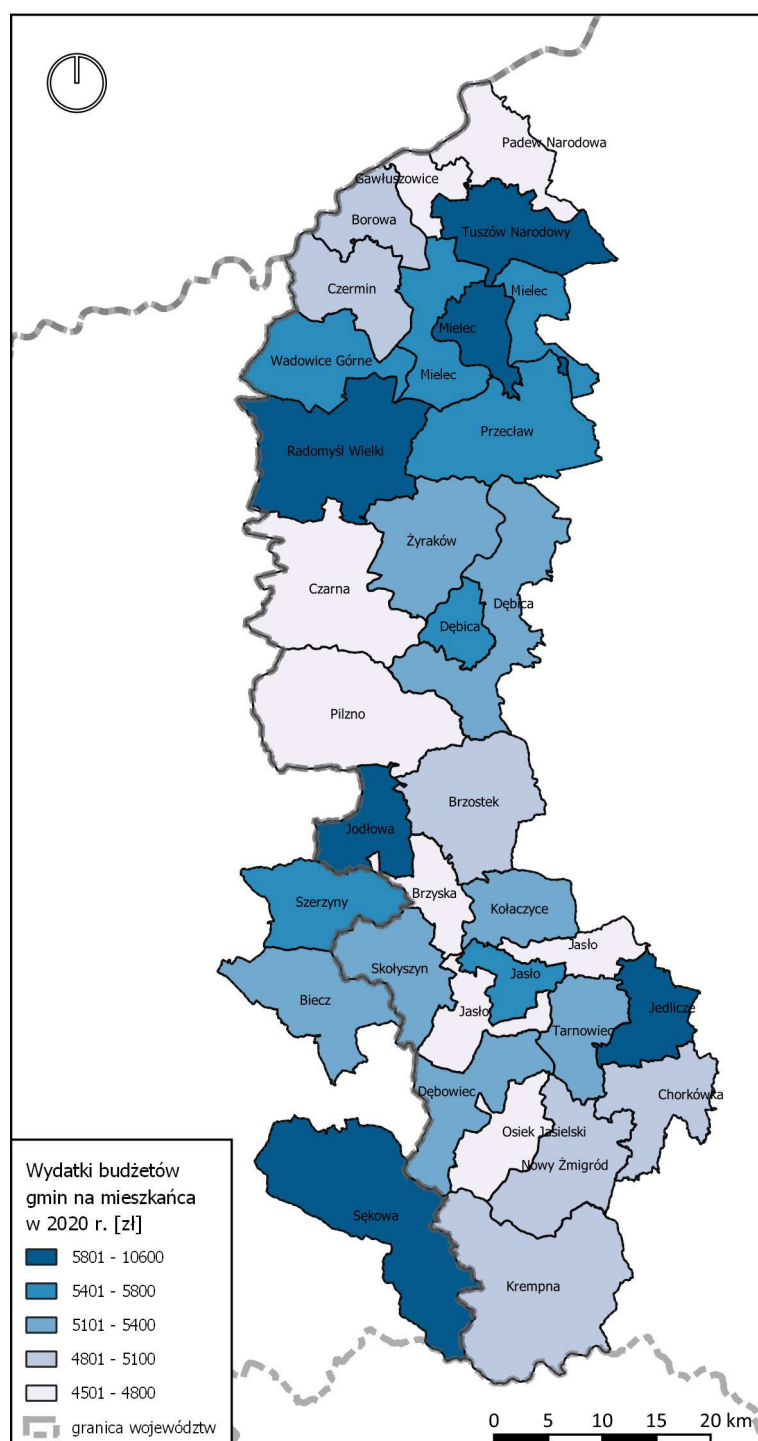 Padew Narodowa
Gawłuszowice
Borowa
Tuszów Narodowy
Czermin
Mielec
Mielec
Wadowice Górne
Mielec
Przecław
Radomyśl Wielki
Żyraków
Czarna
Dębica
Dębica
Pilzno
Brzostek
Jodłowa
Brzyska
Szerzyny
Kołaczyce
Jasło
Skołyszyn
Jasło
Biecz
Jasło
Jedlicze
Tarnowiec
Dębowiec
Chorkówka
Osiek Jasielski
Nowy Żmigród
Sękowa
Krempna
Wydatki budżetów
gmin na mieszkańca
w 2020 r. [zł]
5801 - 10600
5401 - 5800
5101 - 5400
4801 - 5100
4501 - 4800
granica województw
0 5 10 15 20 km